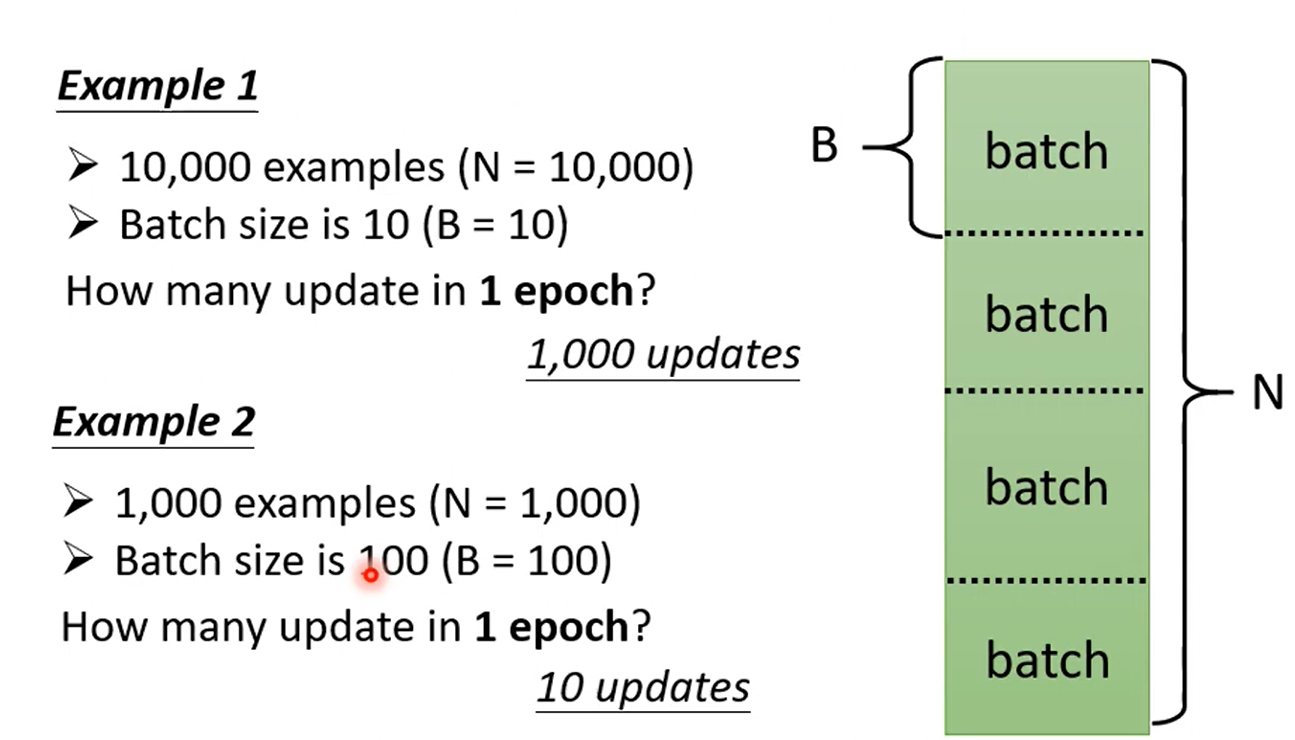 Example 1
➢ 10,000 examples (N = 10,000)
➢ Batch size is 10 (B = 10)
How many update in 1 epoch?
1,000 updates
Example 2
➢ 1,000 examples (N = 1,000)
➢ Batch size is 100 (B = 100)
How many update in 1 epoch?
10 updates
B
batch
batch
batch
batch
N